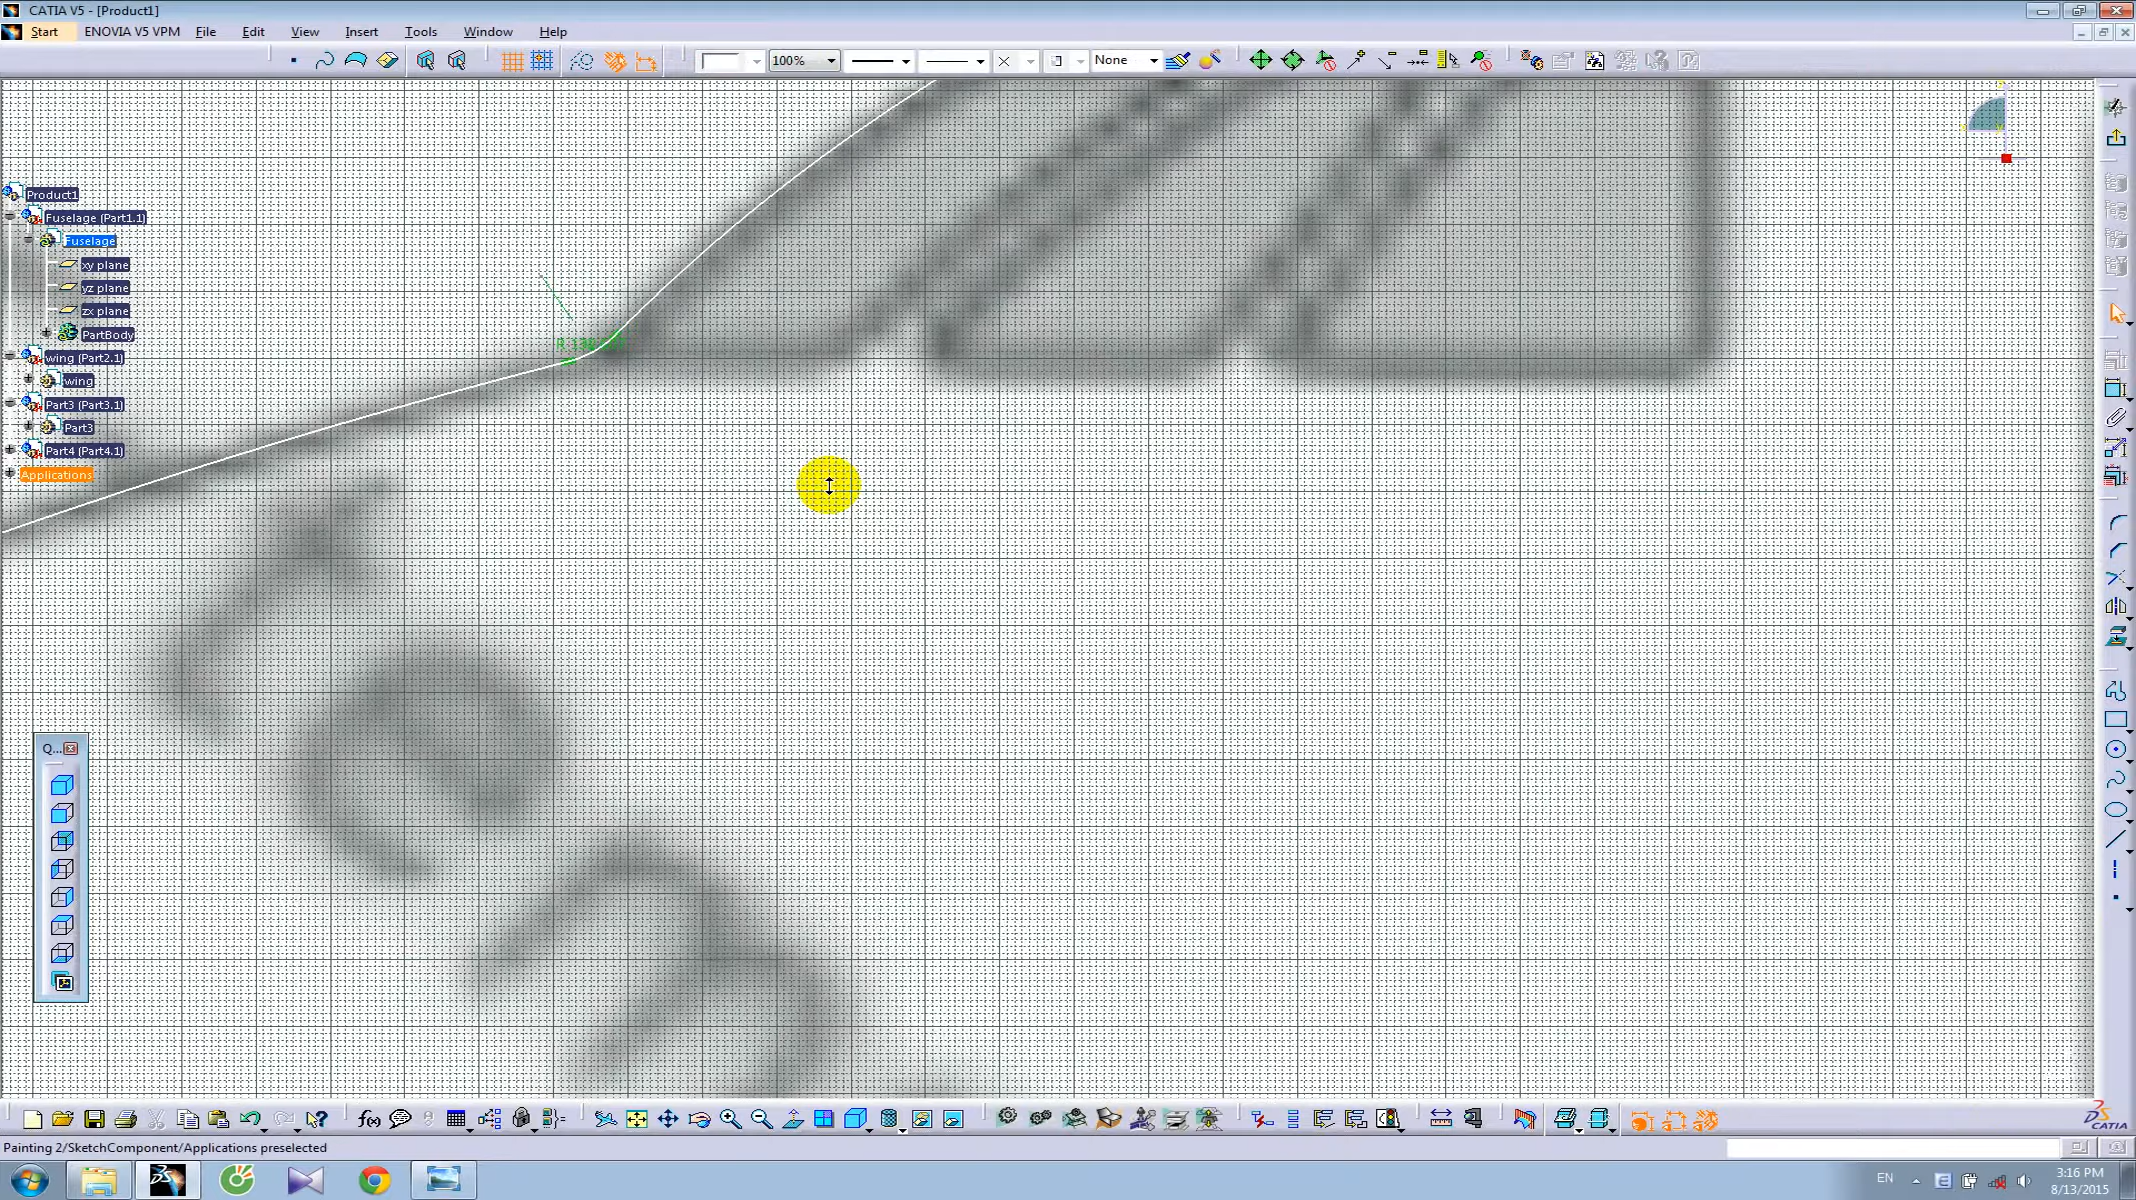 CATIA V5 - [Product1]
Start ENOVIA V5 VPM File Edit View Insert Tools Window Help
100% None
Product1
Fuselage (Part1.1)
Fuselage
xy plane
yz plane
zx plane
PartBody
wing (Part2.1)
wing
Part3 (Part3.1)
Part3
Part4 (Part4.1)
Applications
Q...
Painting 2/SketchComponent/Applications preselected
CATIA
EN
3:16 PM
8/13/2015